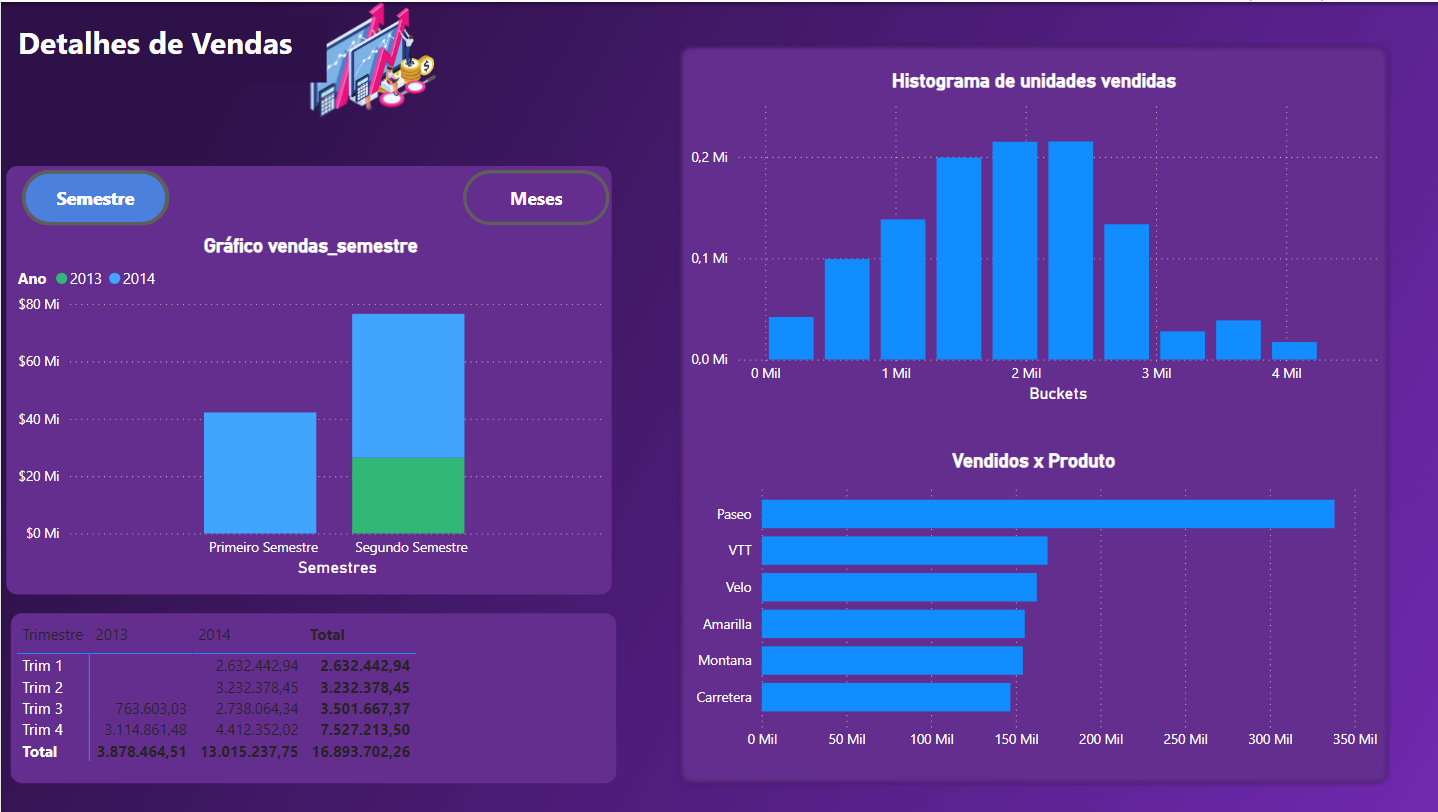 Detalhes de Vendas
Semestre
Meses
Gráfico vendas_semestre
Ano 2013 2014
$80 Mi
$60 Mi
$40 Mi
$20 Mi
$0 Mi
Primeiro Semestre Segundo Semestre
Semestres
Trimestre 2013 2014 Total
Trim 1 2.632.442,94 2.632.442,94
Trim 2 3.232.378,45 3.232.378,45
Trim 3 763.603,03 2.738.064,34 3.501.667,37
Trim 4 3.114.861,48 4.412.352,02 7.527.213,50
Total 3.878.464,51 13.015.237,75 16.893.702,26
Histograma de unidades vendidas
0,2 Mi
0,1 Mi
0,0 Mi
0 Mil 1 Mil 2 Mil 3 Mil 4 Mil
Buckets
Vendidos x Produto
Paseo
VTT
Velo
Amarilla
Montana
Carretera
0 Mil 50 Mil 100 Mil 150 Mil 200 Mil 250 Mil 300 Mil 350 Mil